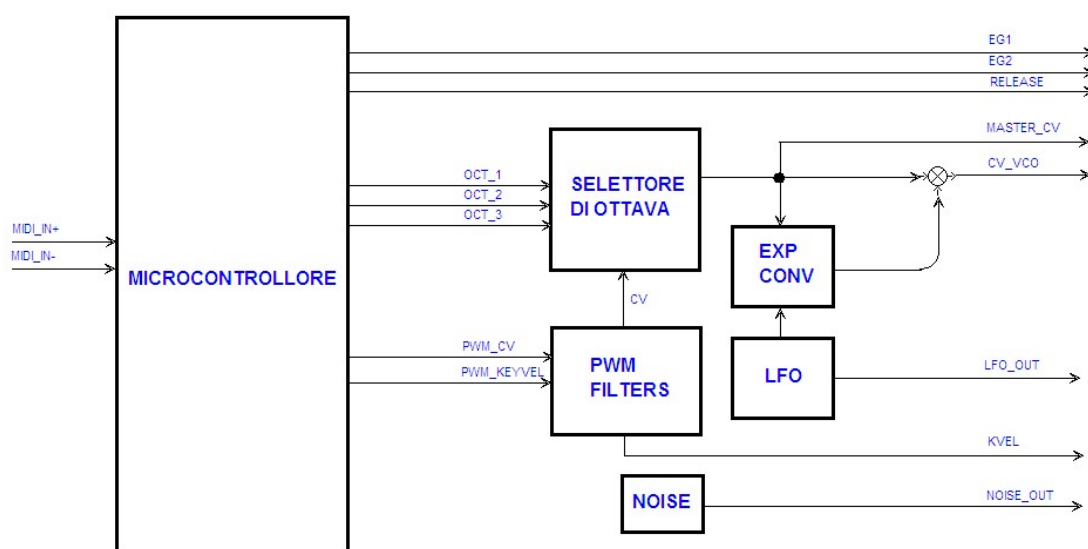 EG1
EG2
RELEASE
MASTER_CV
CV_VCO
OCT_1
OCT_2
OCT_3
SELETTORE
DI OTTAVA
MIDI_IN+
MIDI_IN-
MICROCONTROLLORE
EXP
CONV
CV
PWM_CV
PWM_KEYVEL
PWM
FILTERS
LFO
LFO_OUT
KVEL
NOISE
NOISE_OUT